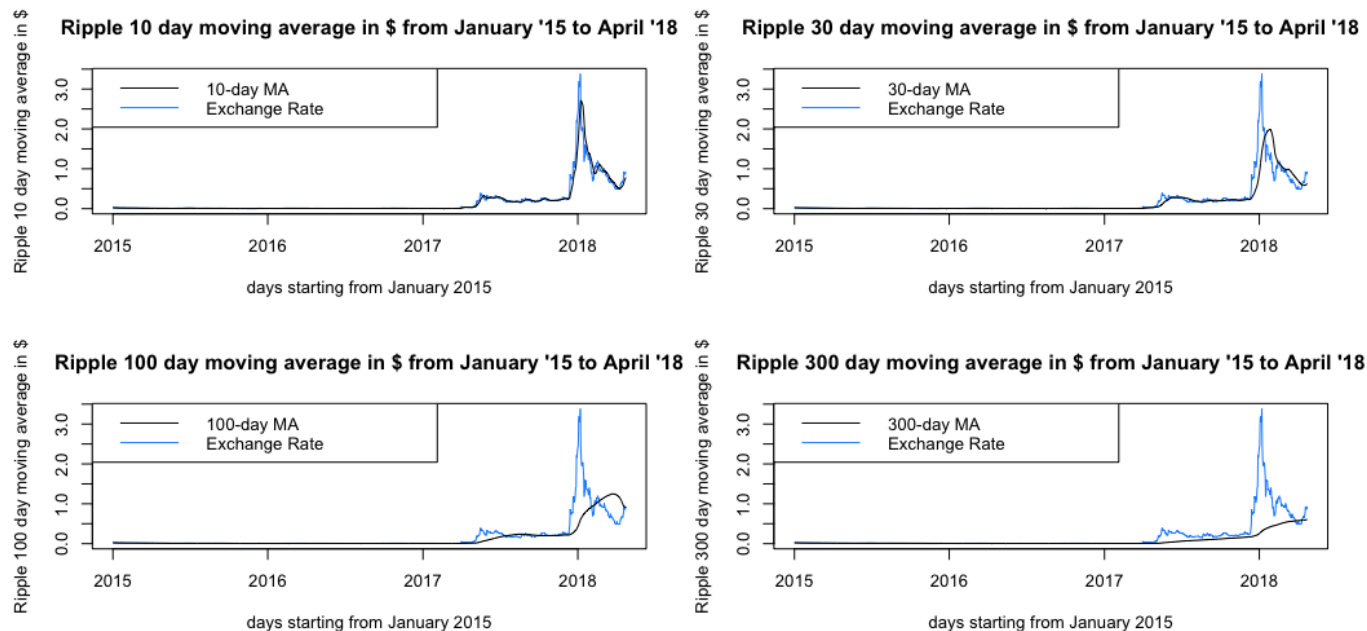 Ripple 10 day moving average in $ from January '15 to April '18
Ripple 10 day moving average in $
10-day MA
Exchange Rate
0.0 1.0 2.0 3.0
2015 2016 2017 2018
days starting from January 2015
Ripple 30 day moving average in $ from January '15 to April '18
Ripple 30 day moving average in $
30-day MA
Exchange Rate
0.0 1.0 2.0 3.0
2015 2016 2017 2018
days starting from January 2015
Ripple 100 day moving average in $ from January '15 to April '18
Ripple 100 day moving average in $
100-day MA
Exchange Rate
0.0 1.0 2.0 3.0
2015 2016 2017 2018
days starting from January 2015
Ripple 300 day moving average in $ from January '15 to April '18
Ripple 300 day moving average in $
300-day MA
Exchange Rate
0.0 1.0 2.0 3.0
2015 2016 2017 2018
days starting from January 2015